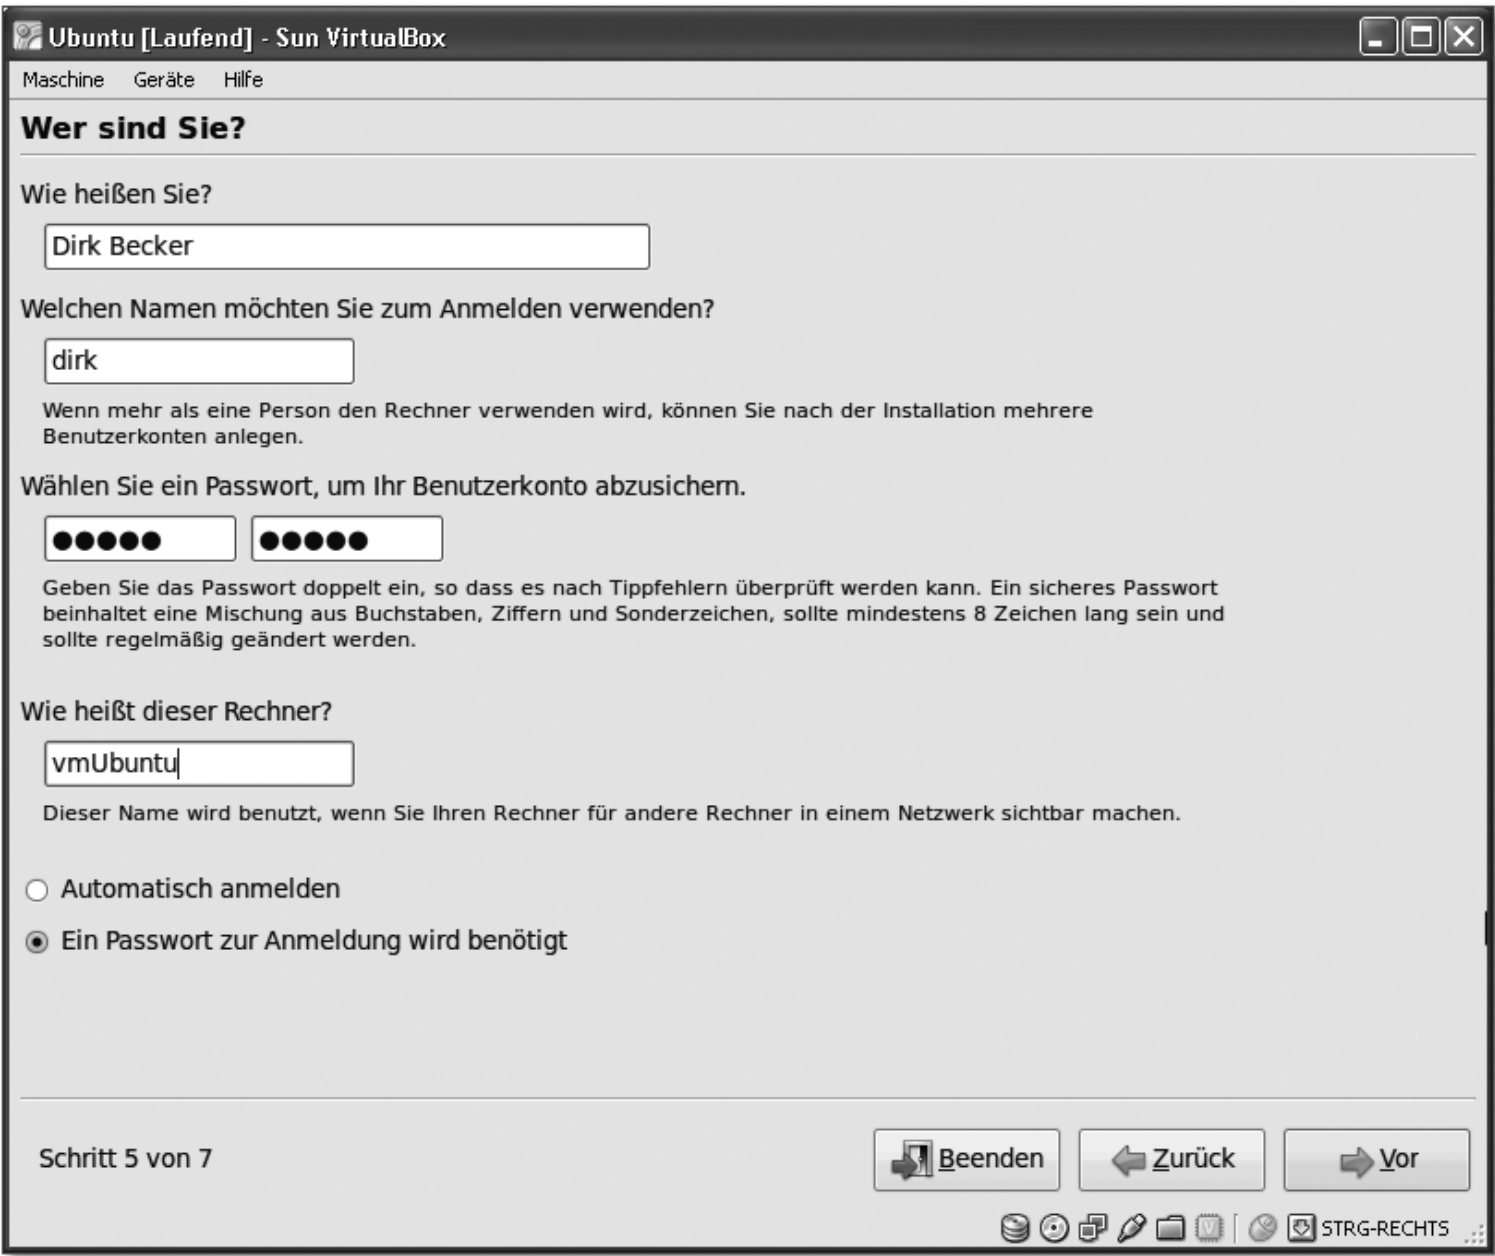 Ubuntu [Laufend] - Sun VirtualBox
Maschine Geräte Hilfe
Wer sind Sie?
Wie heißen Sie?
Dirk Becker
Welchen Namen möchten Sie zum Anmelden verwenden?
dirk
Wenn mehr als eine Person den Rechner verwenden wird, können Sie nach der Installation mehrere
Benutzerkonten anlegen.
Wählen Sie ein Passwort, um Ihr Benutzerkonto abzusichern.
●●●●● ●●●●●
Geben Sie das Passwort doppelt ein, so dass es nach Tippfehlern überprüft werden kann. Ein sicheres Passwort
beinhaltet eine Mischung aus Buchstaben, Ziffern und Sonderzeichen, sollte mindestens 8 Zeichen lang sein und
sollte regelmäßig geändert werden.
Wie heißt dieser Rechner?
vmUbuntu
Dieser Name wird benutzt, wenn Sie Ihren Rechner für andere Rechner in einem Netzwerk sichtbar machen.
Automatisch anmelden
Ein Passwort zur Anmeldung wird benötigt
Schritt 5 von 7 Beenden Zurück Vor
STRG-RECHTS